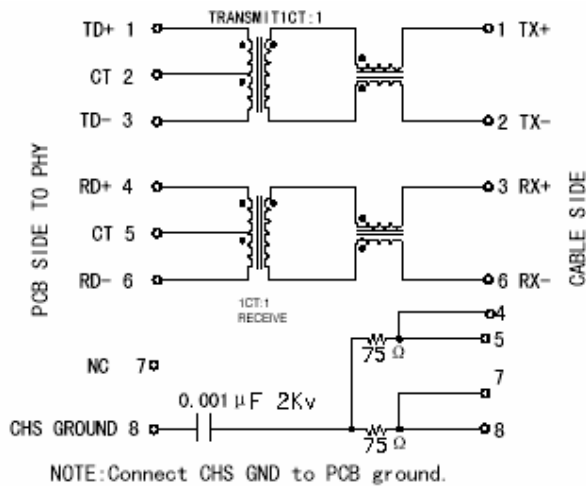 TRANSMIT1CT:1
TD+ 1
1 TX+
CT 2
TD- 3
2 TX-
PCB SIDE TO PHY
CABLE SIDE
RD+ 4
3 RX+
CT 5
RD- 6
6 RX-
1CT:1
RECEIVE
4
75 Ω
5
NC 7
7
0.001μF 2Kv
CHS GROUND 8
75 Ω
8
NOTE:Connect CHS GND to PCB ground.